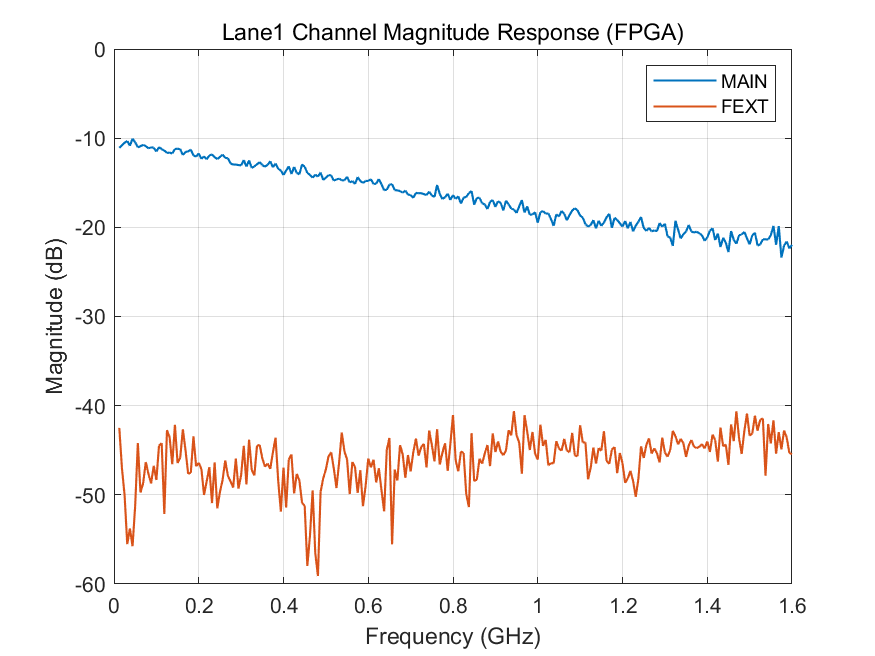 Lane1 Channel Magnitude Response (FPGA)
0
-10
-20
-30
-40
-50
-60
Magnitude (dB)
MAIN
FEXT
0 0.2 0.4 0.6 0.8 1 1.2 1.4 1.6
Frequency (GHz)